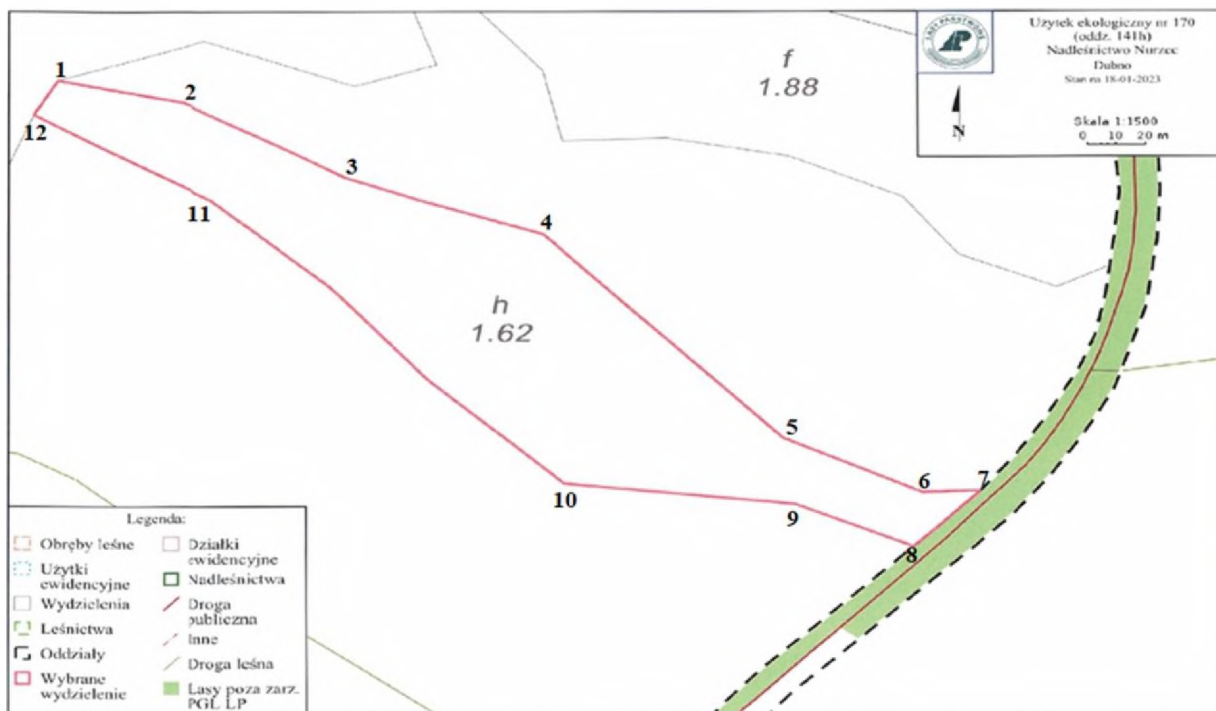 Użytek ekologiczny nr 170
(oddz. 141h)
Nadleśnictwo Nurzec
Dubno
Stan na 18-01-2023
LASY PAŃSTWOWE
N
Skala 1:1500
0 10 20 m
f
1.88
1
2
12
3
11
4
h
1.62
5
6
7
10
9
8
Legenda:
Obręby leśne
Użytki
ewidencyjne
Wydzielenia
Leśnictwa
Oddziały
Wybrane
wydzielenie
Działki
ewidencyjne
Nadleśnictwa
Droga
publiczna
Inne
Droga leśna
Lasy poza zarz.
PGL LP